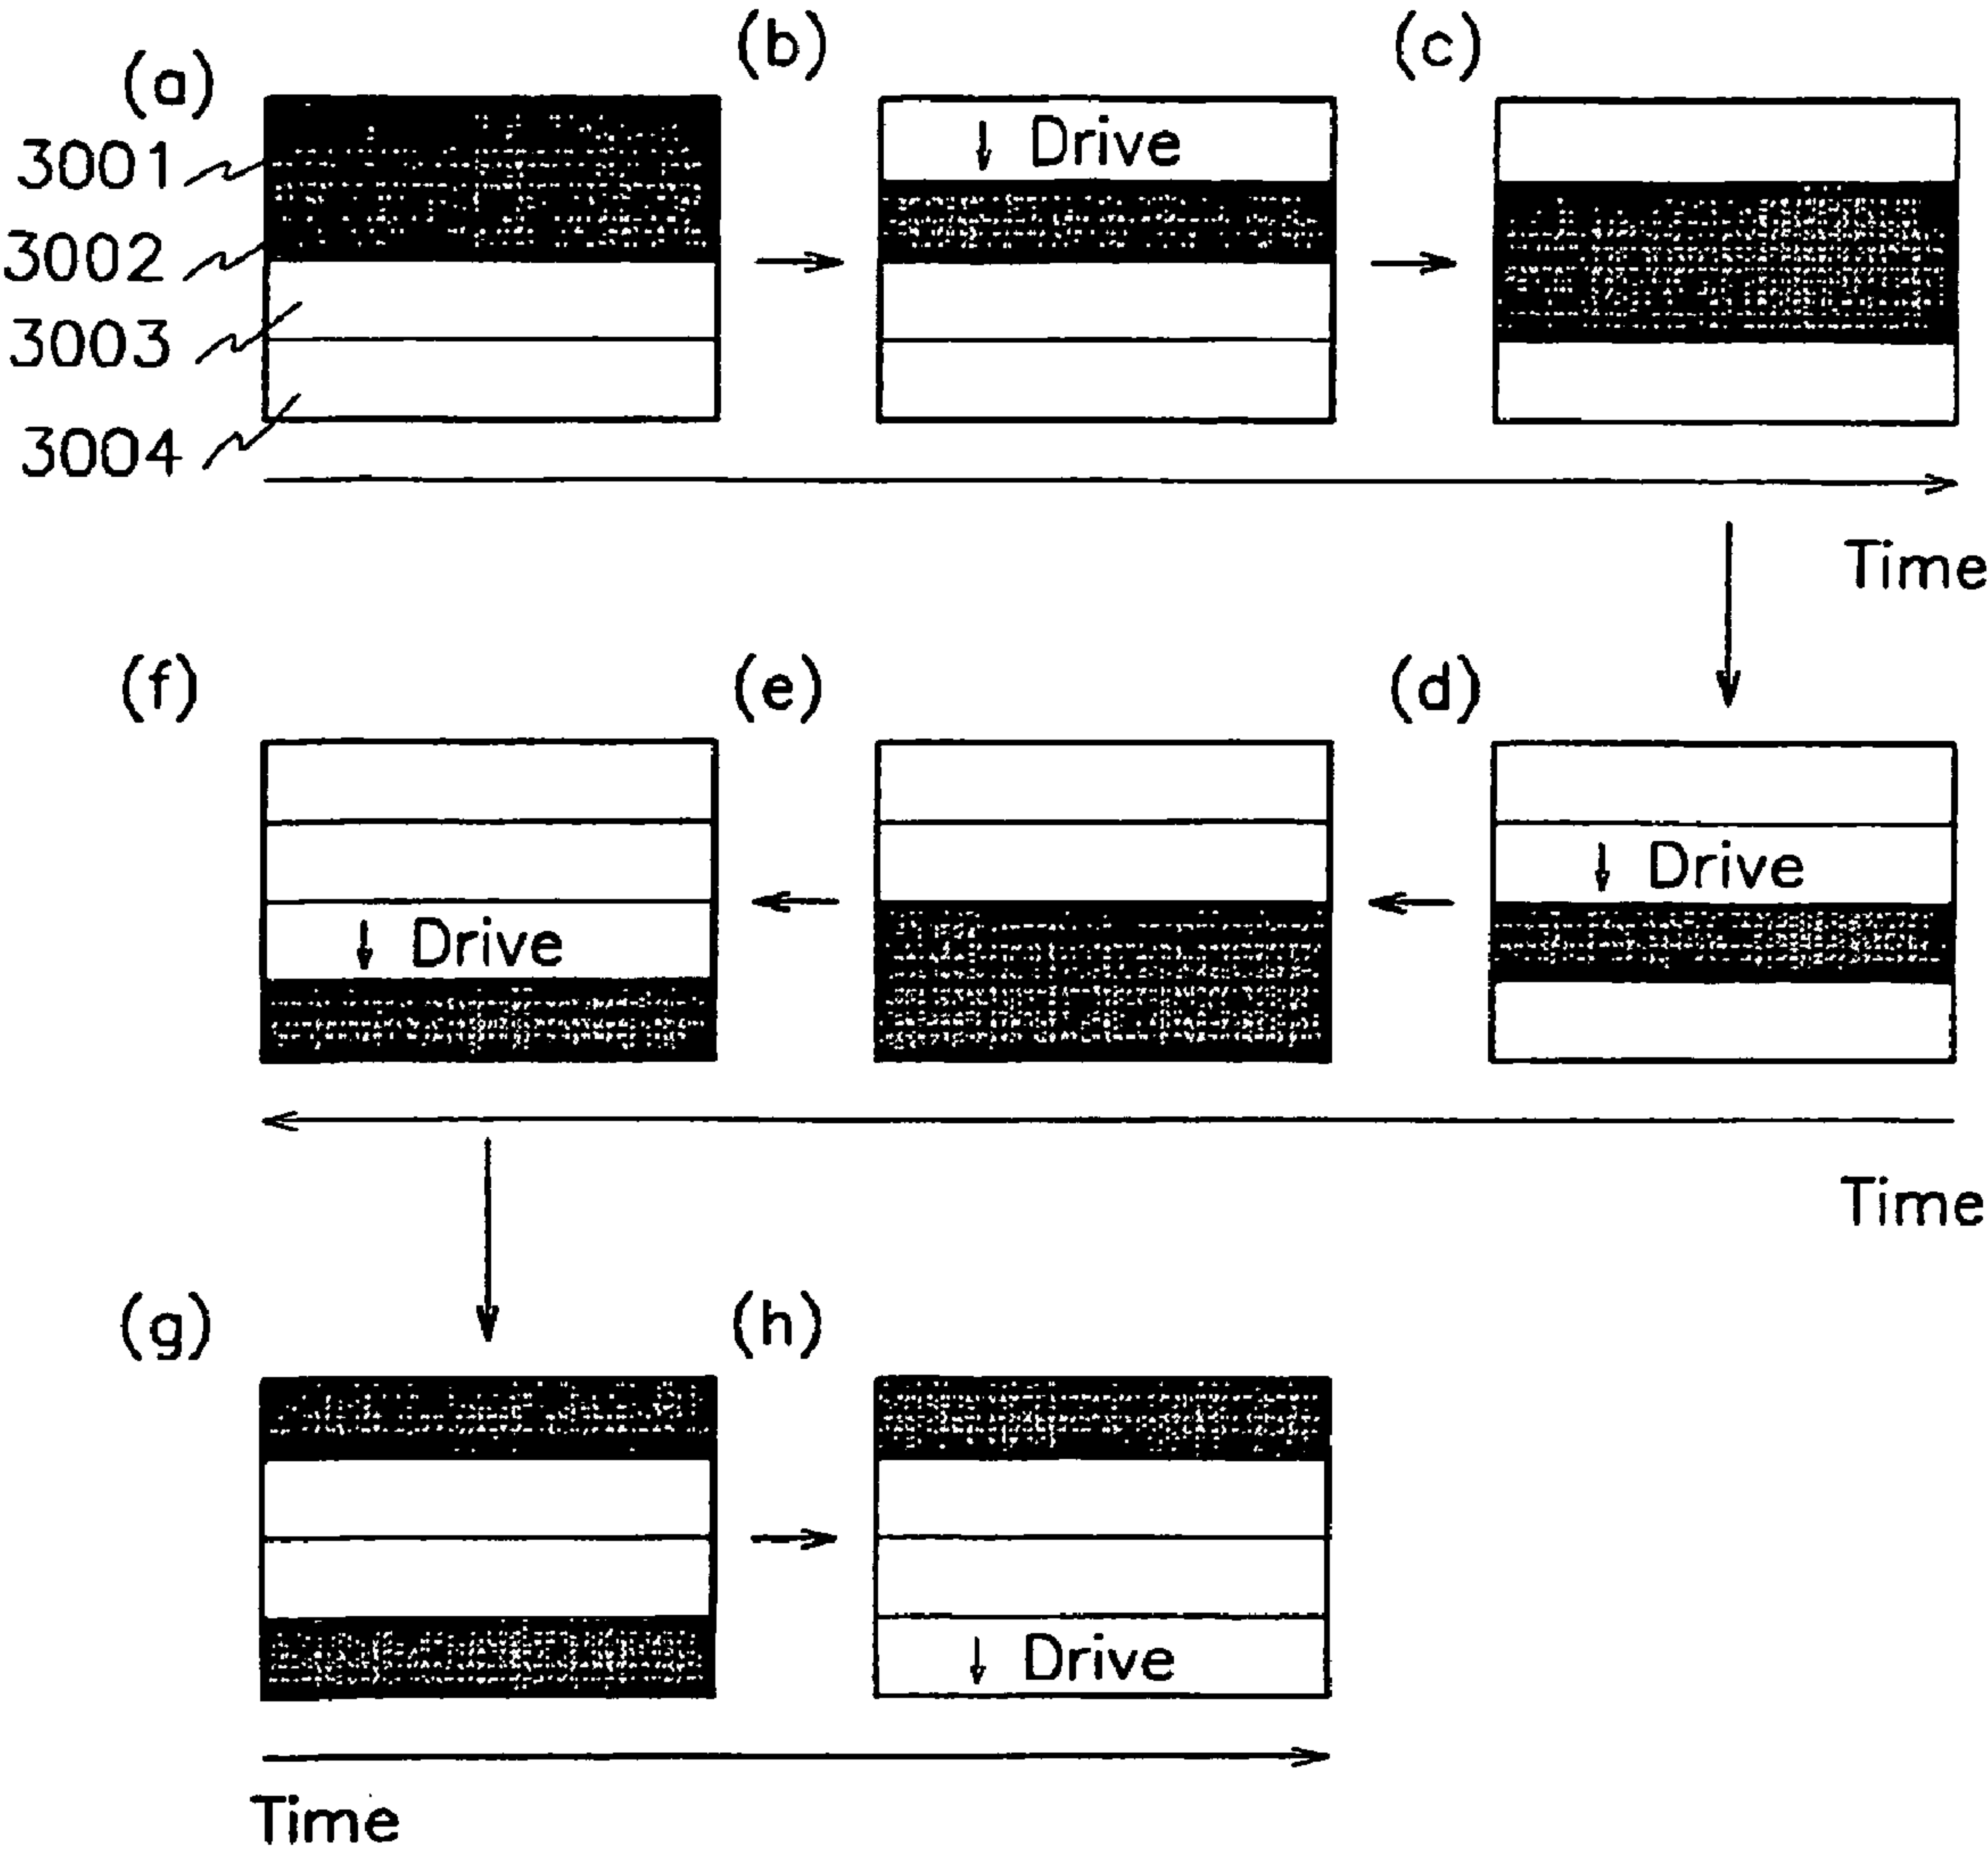 (a)
(b)
(c)
3001
3002
3003
3004
↓ Drive
Time
(f)
(e)
(d)
↓ Drive
↓ Drive
Time
(g)
(h)
↓ Drive
Time